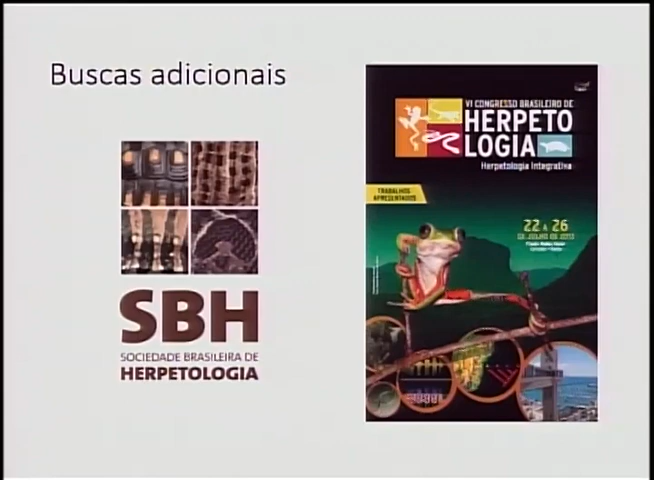 Buscas adicionais
SBH
SOCIEDADE BRASILEIRA DE
HERPETOLOGIA
VI CONGRESSO BRASILEIRO DE
HERPETO
LOGIA
Herpetologia Integrativa
TRABALHOS
APRESENTADOS
22 A 26
DE JULHO DE